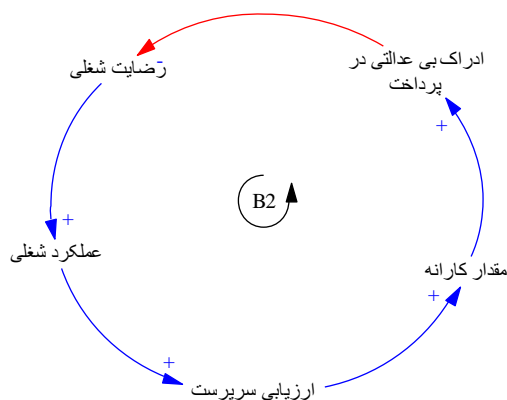 ادراک بی عدالتی در
پرداخت
-
رضایت شغلی
+
B2
+
عملکرد شغلی
مقدار کارانه
+
+
ارزیابی سرپرست